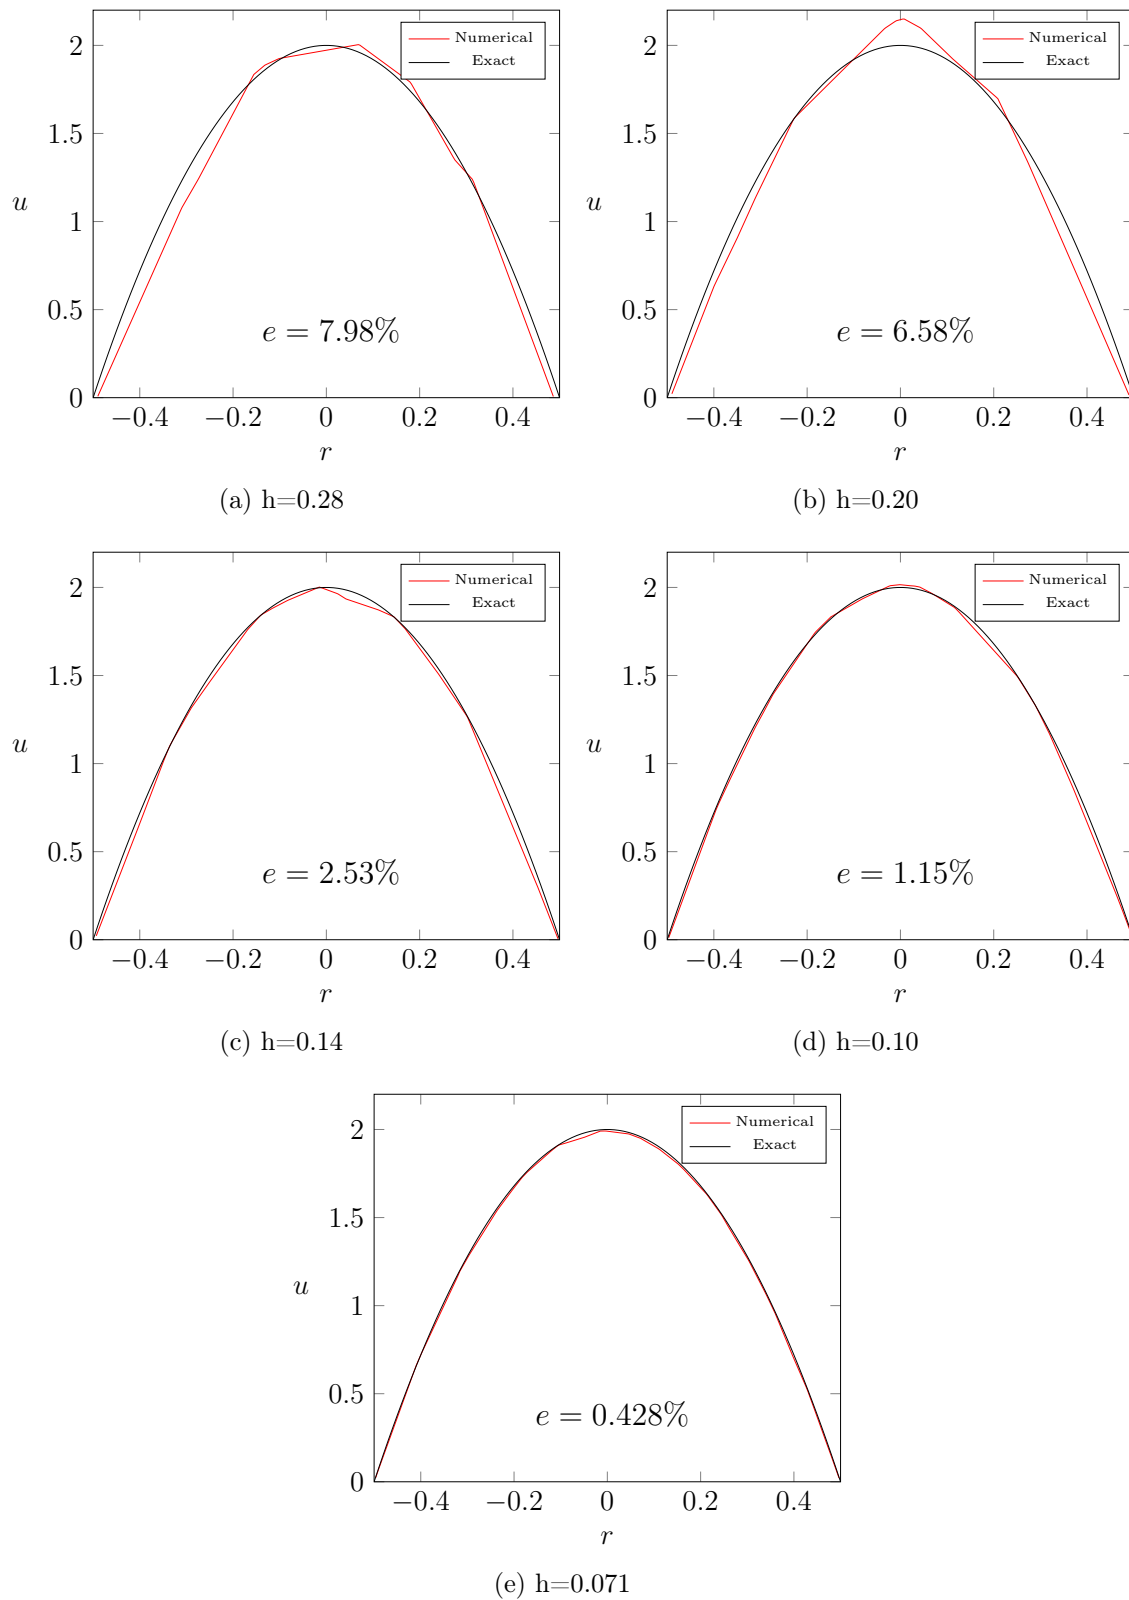 Numerical
Exact
2
1.5
1
0.5
0
u
e = 7.98%
−0.4 −0.2 0 0.2 0.4
r
(a) h=0.28
Numerical
Exact
2
1.5
1
0.5
0
u
e = 6.58%
−0.4 −0.2 0 0.2 0.4
r
(b) h=0.20
Numerical
Exact
2
1.5
1
0.5
0
u
e = 2.53%
−0.4 −0.2 0 0.2 0.4
r
(c) h=0.14
Numerical
Exact
2
1.5
1
0.5
0
u
e = 1.15%
−0.4 −0.2 0 0.2 0.4
r
(d) h=0.10
Numerical
Exact
2
1.5
1
0.5
0
u
e = 0.428%
−0.4 −0.2 0 0.2 0.4
r
(e) h=0.071